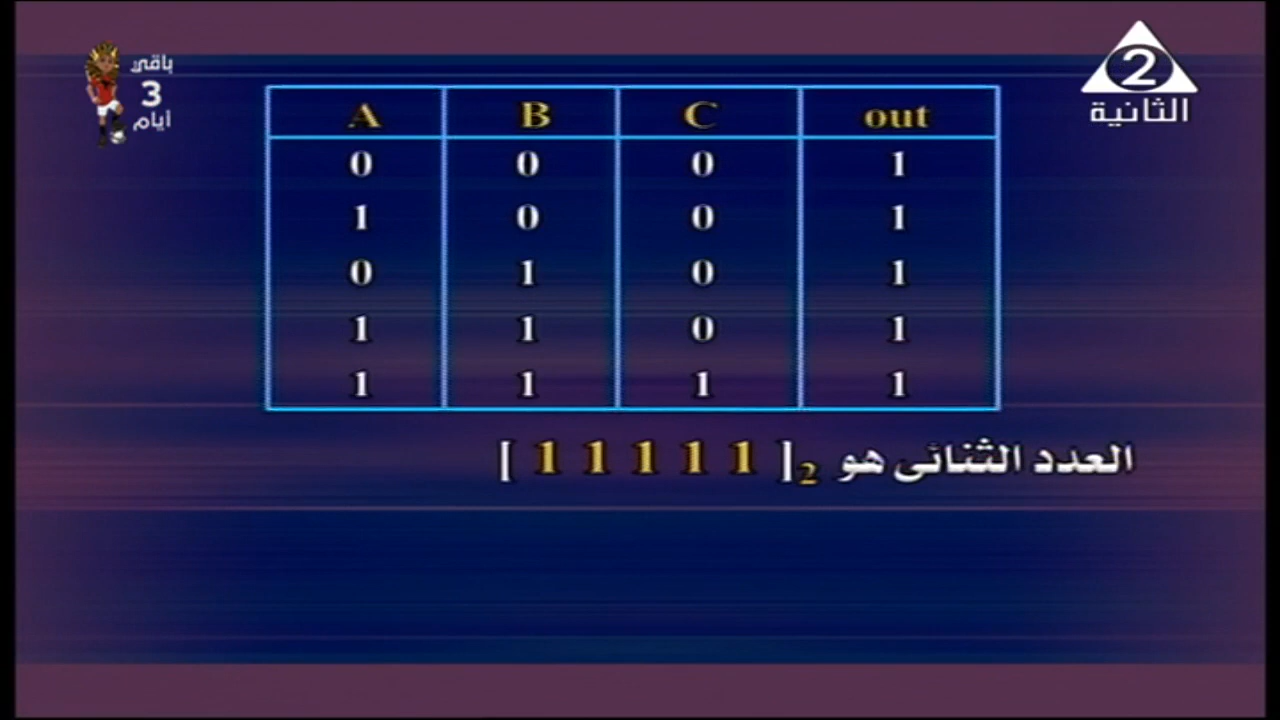 باقي
3
أيام
2
الثانية
A B C out
0 0 0 1
1 0 0 1
0 1 0 1
1 1 0 1
1 1 1 1
العدد الثنائى هو [ 1 1 1 1 1 ]2